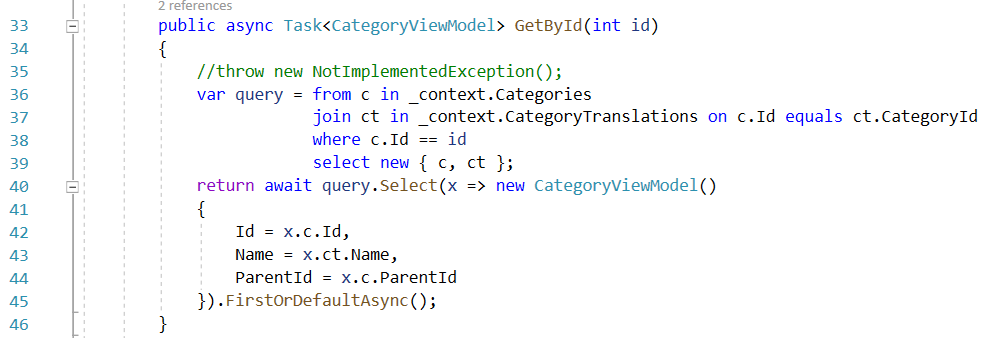 2 references
33 public async Task<CategoryViewModel> GetById(int id)
34 {
35 //throw new NotImplementedException();
36 var query = from c in _context.Categories
37 join ct in _context.CategoryTranslations on c.Id equals ct.CategoryId
38 where c.Id == id
39 select new { c, ct };
40 return await query.Select(x => new CategoryViewModel()
41 {
42 Id = x.c.Id,
43 Name = x.ct.Name,
44 ParentId = x.c.ParentId
45 }).FirstOrDefaultAsync();
46 }